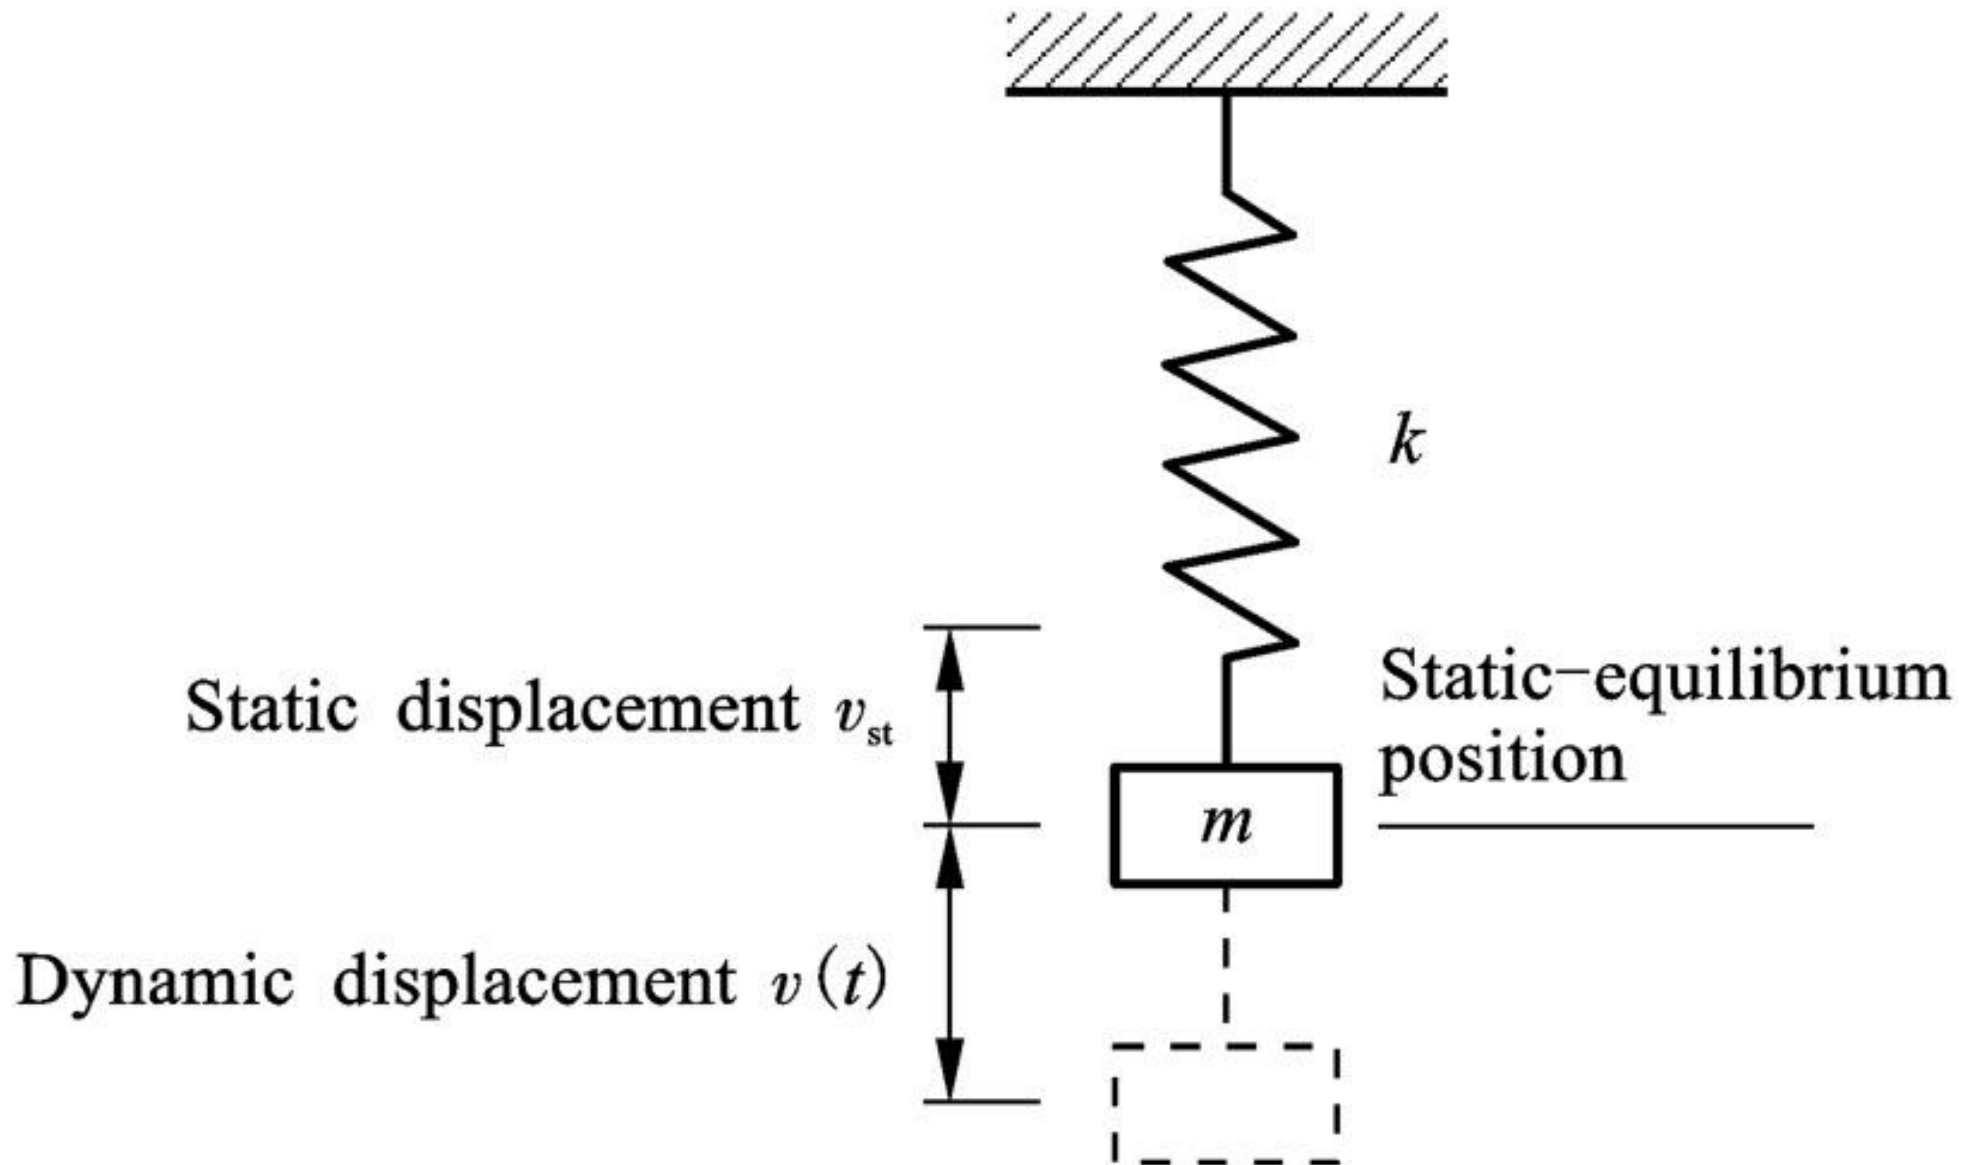 k
Static displacement v_st
Static-equilibrium
position
m
Dynamic displacement v(t)